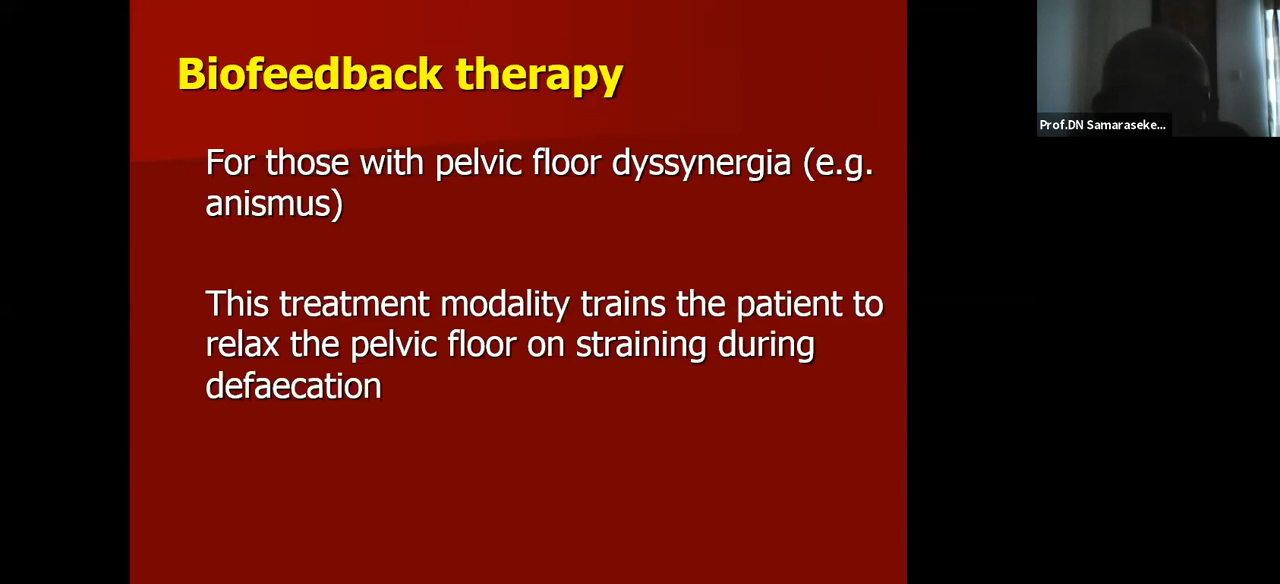 Biofeedback therapy
For those with pelvic floor dyssynergia (e.g.
anismus)
This treatment modality trains the patient to
relax the pelvic floor on straining during
defaecation
Prof.DN Samaraseke...